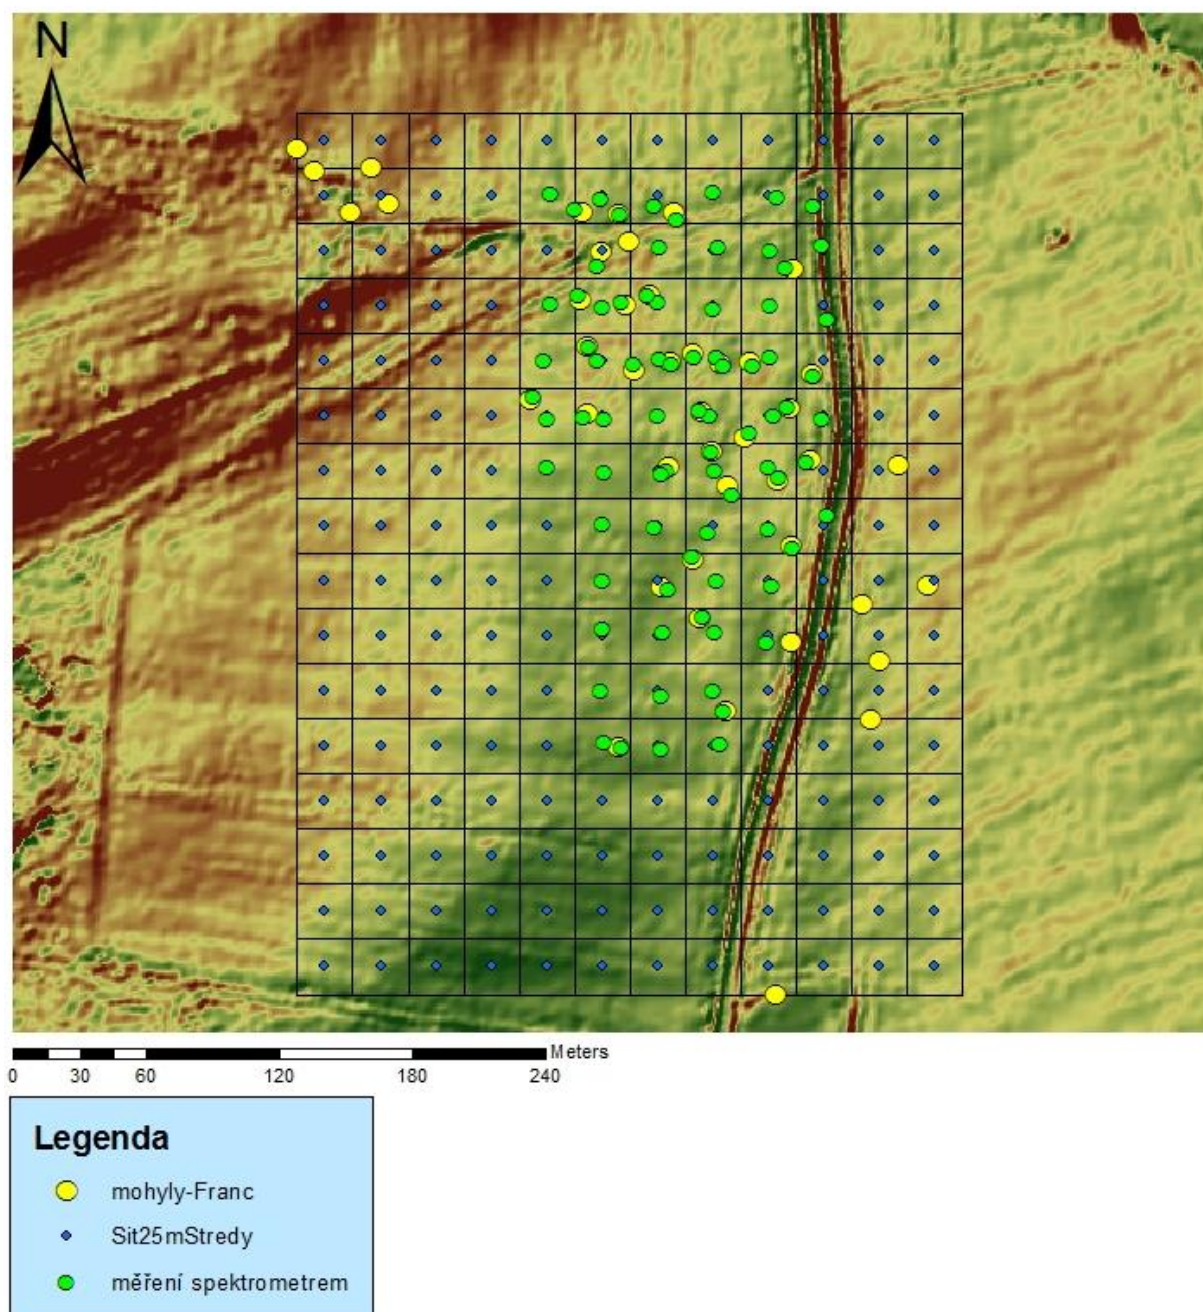 N
Meters
0 30 60 120 180 240
Legenda
mohyly-Franc
Sit25mStredy
měření spektrometrem